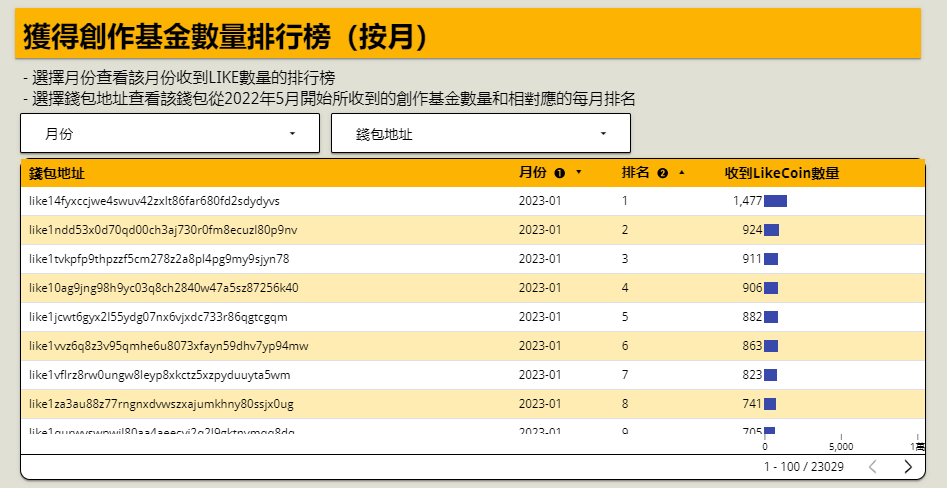 獲得創作基金數量排行榜（按月）
- 選擇月份查看該月份收到LIKE數量的排行榜
- 選擇錢包地址查看該錢包從2022年5月開始所收到的創作基金數量和相對應的每月排名
月份 錢包地址
錢包地址 月份 1 排名 2 收到LikeCoin數量
like14fyxccjwe4swuv42zxlt86far680fd2sdydyvs 2023-01 1 1,477
like1ndd53x0d70qd00ch3aj730r0fm8ecuzl80p9nv 2023-01 2 924
like1tvkpfp9thpzzf5cm278z2a8pl4pg9my9sjyn78 2023-01 3 911
like10ag9jng98h9yc03q8ch2840w47a5sz87256k40 2023-01 4 906
like1jcwt6gyx2l55ydg07nx6vjxdc733r86qgtcgqm 2023-01 5 882
like1vvz6q8z3v95qmhe6u8073xfayn59dhv7yp94mw 2023-01 6 863
like1vflrz8rw0ungw8leyp8xkctz5xzpyduuyta5wm 2023-01 7 823
like1za3au88z77rngnxdvwszxajumkhny80ssjx0ug 2023-01 8 741
2023-01 9 705
0 5,000 1萬
1 - 100 / 23029